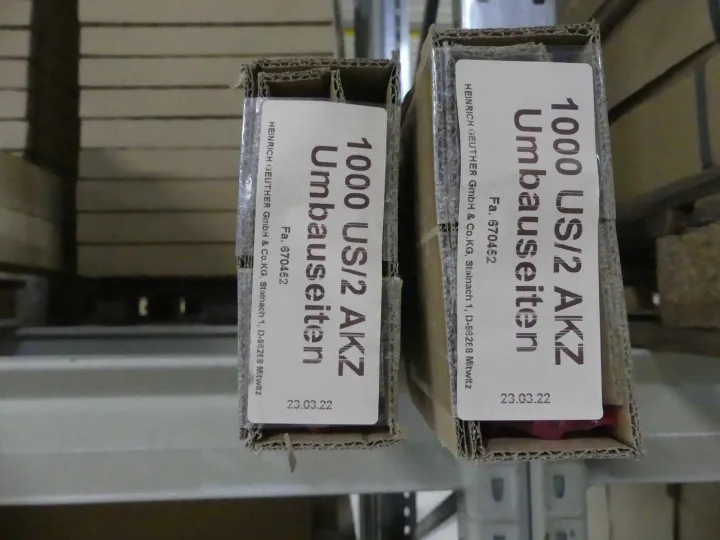 1000 US/2 AKZ
Umbauseiten
Fa. 670452
HEINRICH GEUTHER GmbH & Co.KG, Steinach 1, D-96268 Mitwitz
23.03.22
1000 US/2 AKZ
Umbauseiten
Fa. 670452
HEINRICH GEUTHER GmbH & Co.KG, Steinach 1, D-96268 Mitwitz
23.03.22